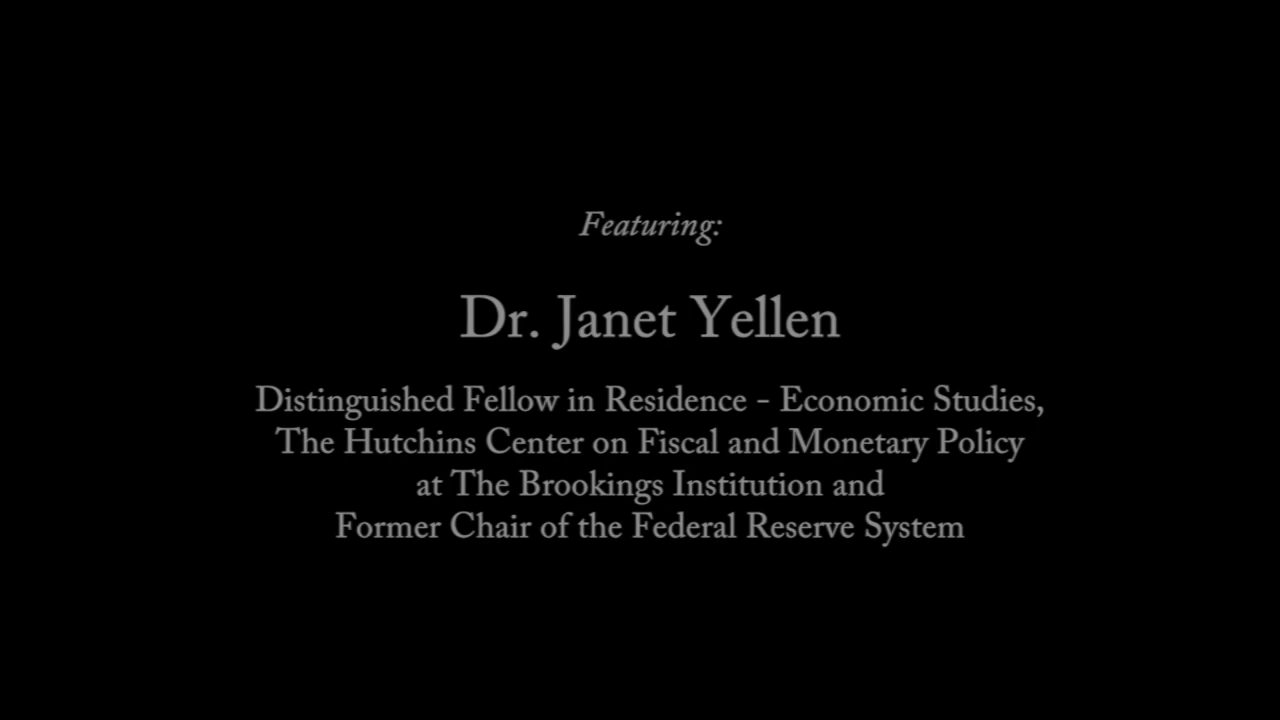 Featuring:
Dr. Janet Yellen
Distinguished Fellow in Residence - Economic Studies,
The Hutchins Center on Fiscal and Monetary Policy
at The Brookings Institution and
Former Chair of the Federal Reserve System